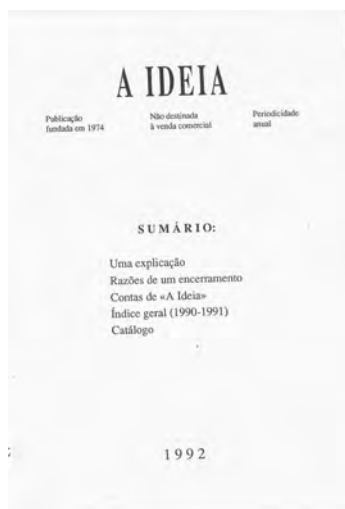 A IDEIA
Publicação
fundada em 1974
Não destinada
à venda comercial
Periodicidade
anual
SUMÁRIO:
Uma explicação
Razões de um encerramento
Contas de «A Ideia»
Índice geral (1990-1991)
Catálogo
1992